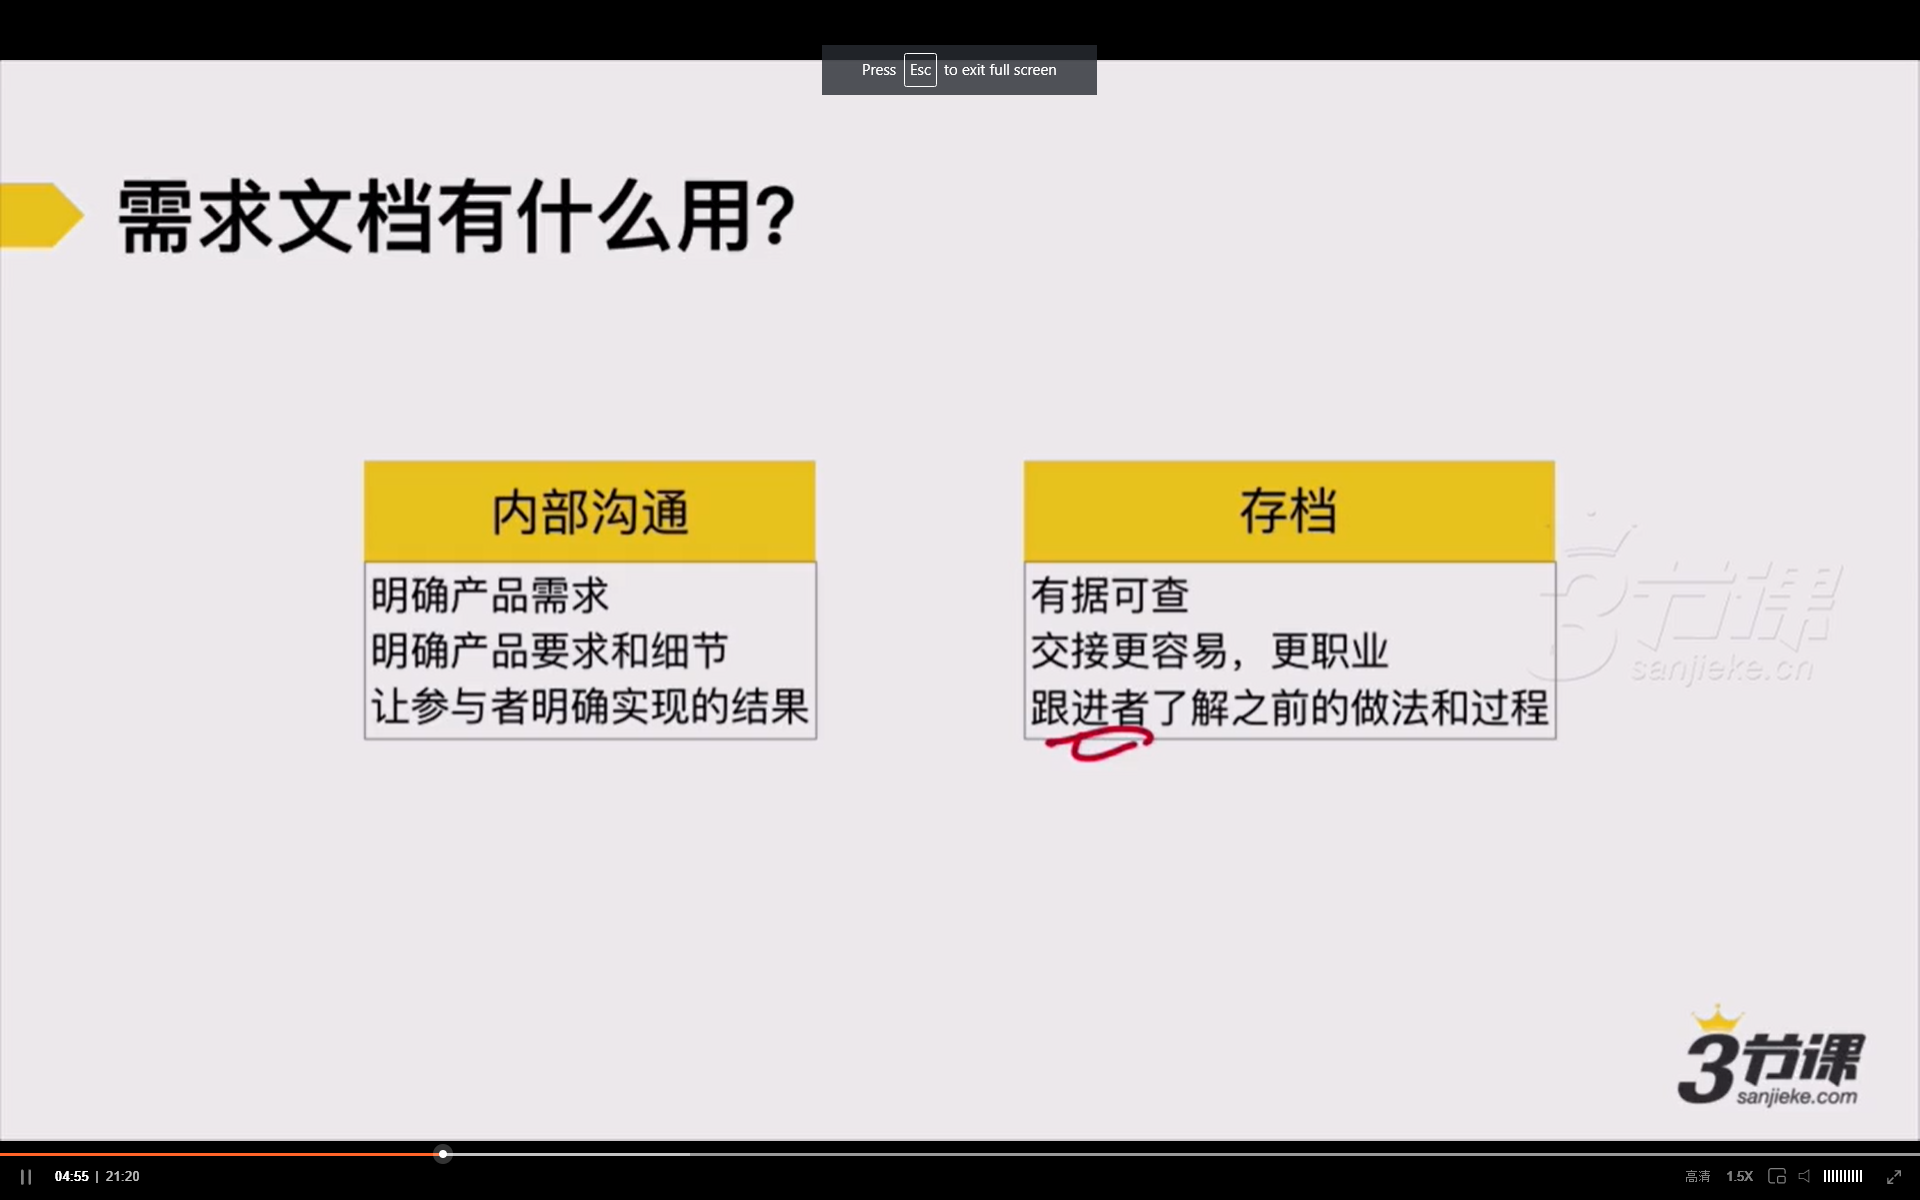 Press Esc to exit full screen
需求文档有什么用?
内部沟通
明确产品需求
明确产品要求和细节
让参与者明确实现的结果
存档
有据可查
交接更容易，更职业
跟进者了解之前的做法和过程
3节课
sanjieke.cn
3节课
sanjieke.com
04:55 | 21:20
高清 1.5X